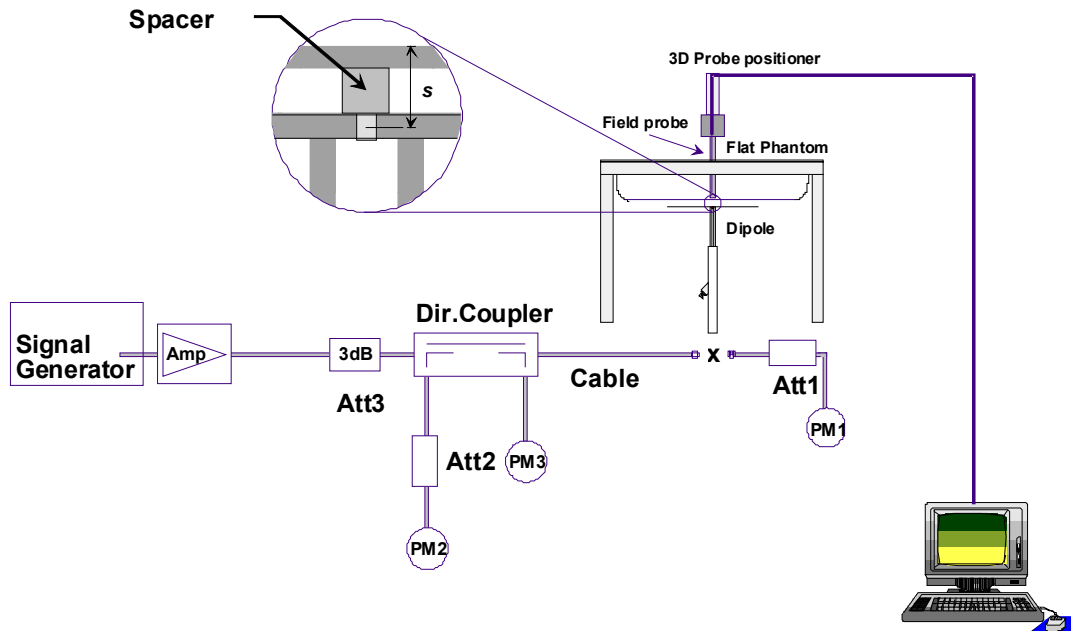 Spacer
s
3D Probe positioner
Field probe
Flat Phantom
Dipole
Dir.Coupler
Signal
Generator
Amp
3dB
x
Cable
Att1
Att3
PM1
Att2
PM3
PM2